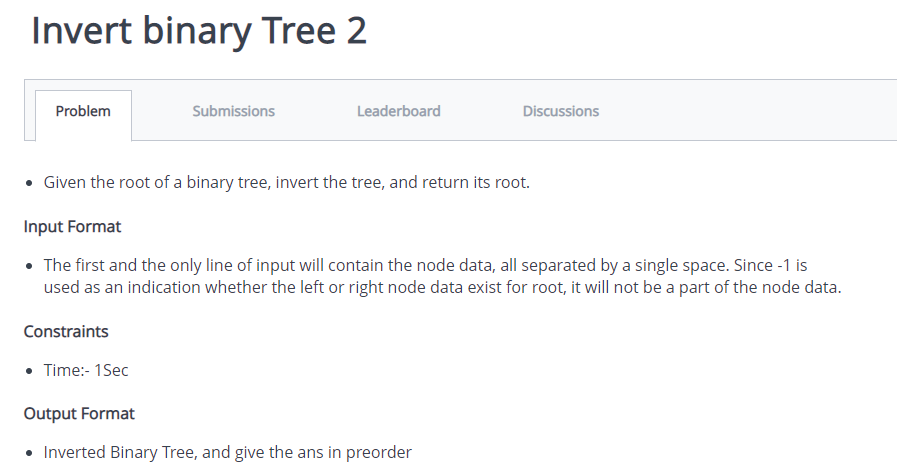 Invert binary Tree 2
Problem Submissions Leaderboard Discussions
• Given the root of a binary tree, invert the tree, and return its root.
Input Format
• The first and the only line of input will contain the node data, all separated by a single space. Since -1 is
used as an indication whether the left or right node data exist for root, it will not be a part of the node data.
Constraints
• Time:- 1Sec
Output Format
• Inverted Binary Tree, and give the ans in preorder